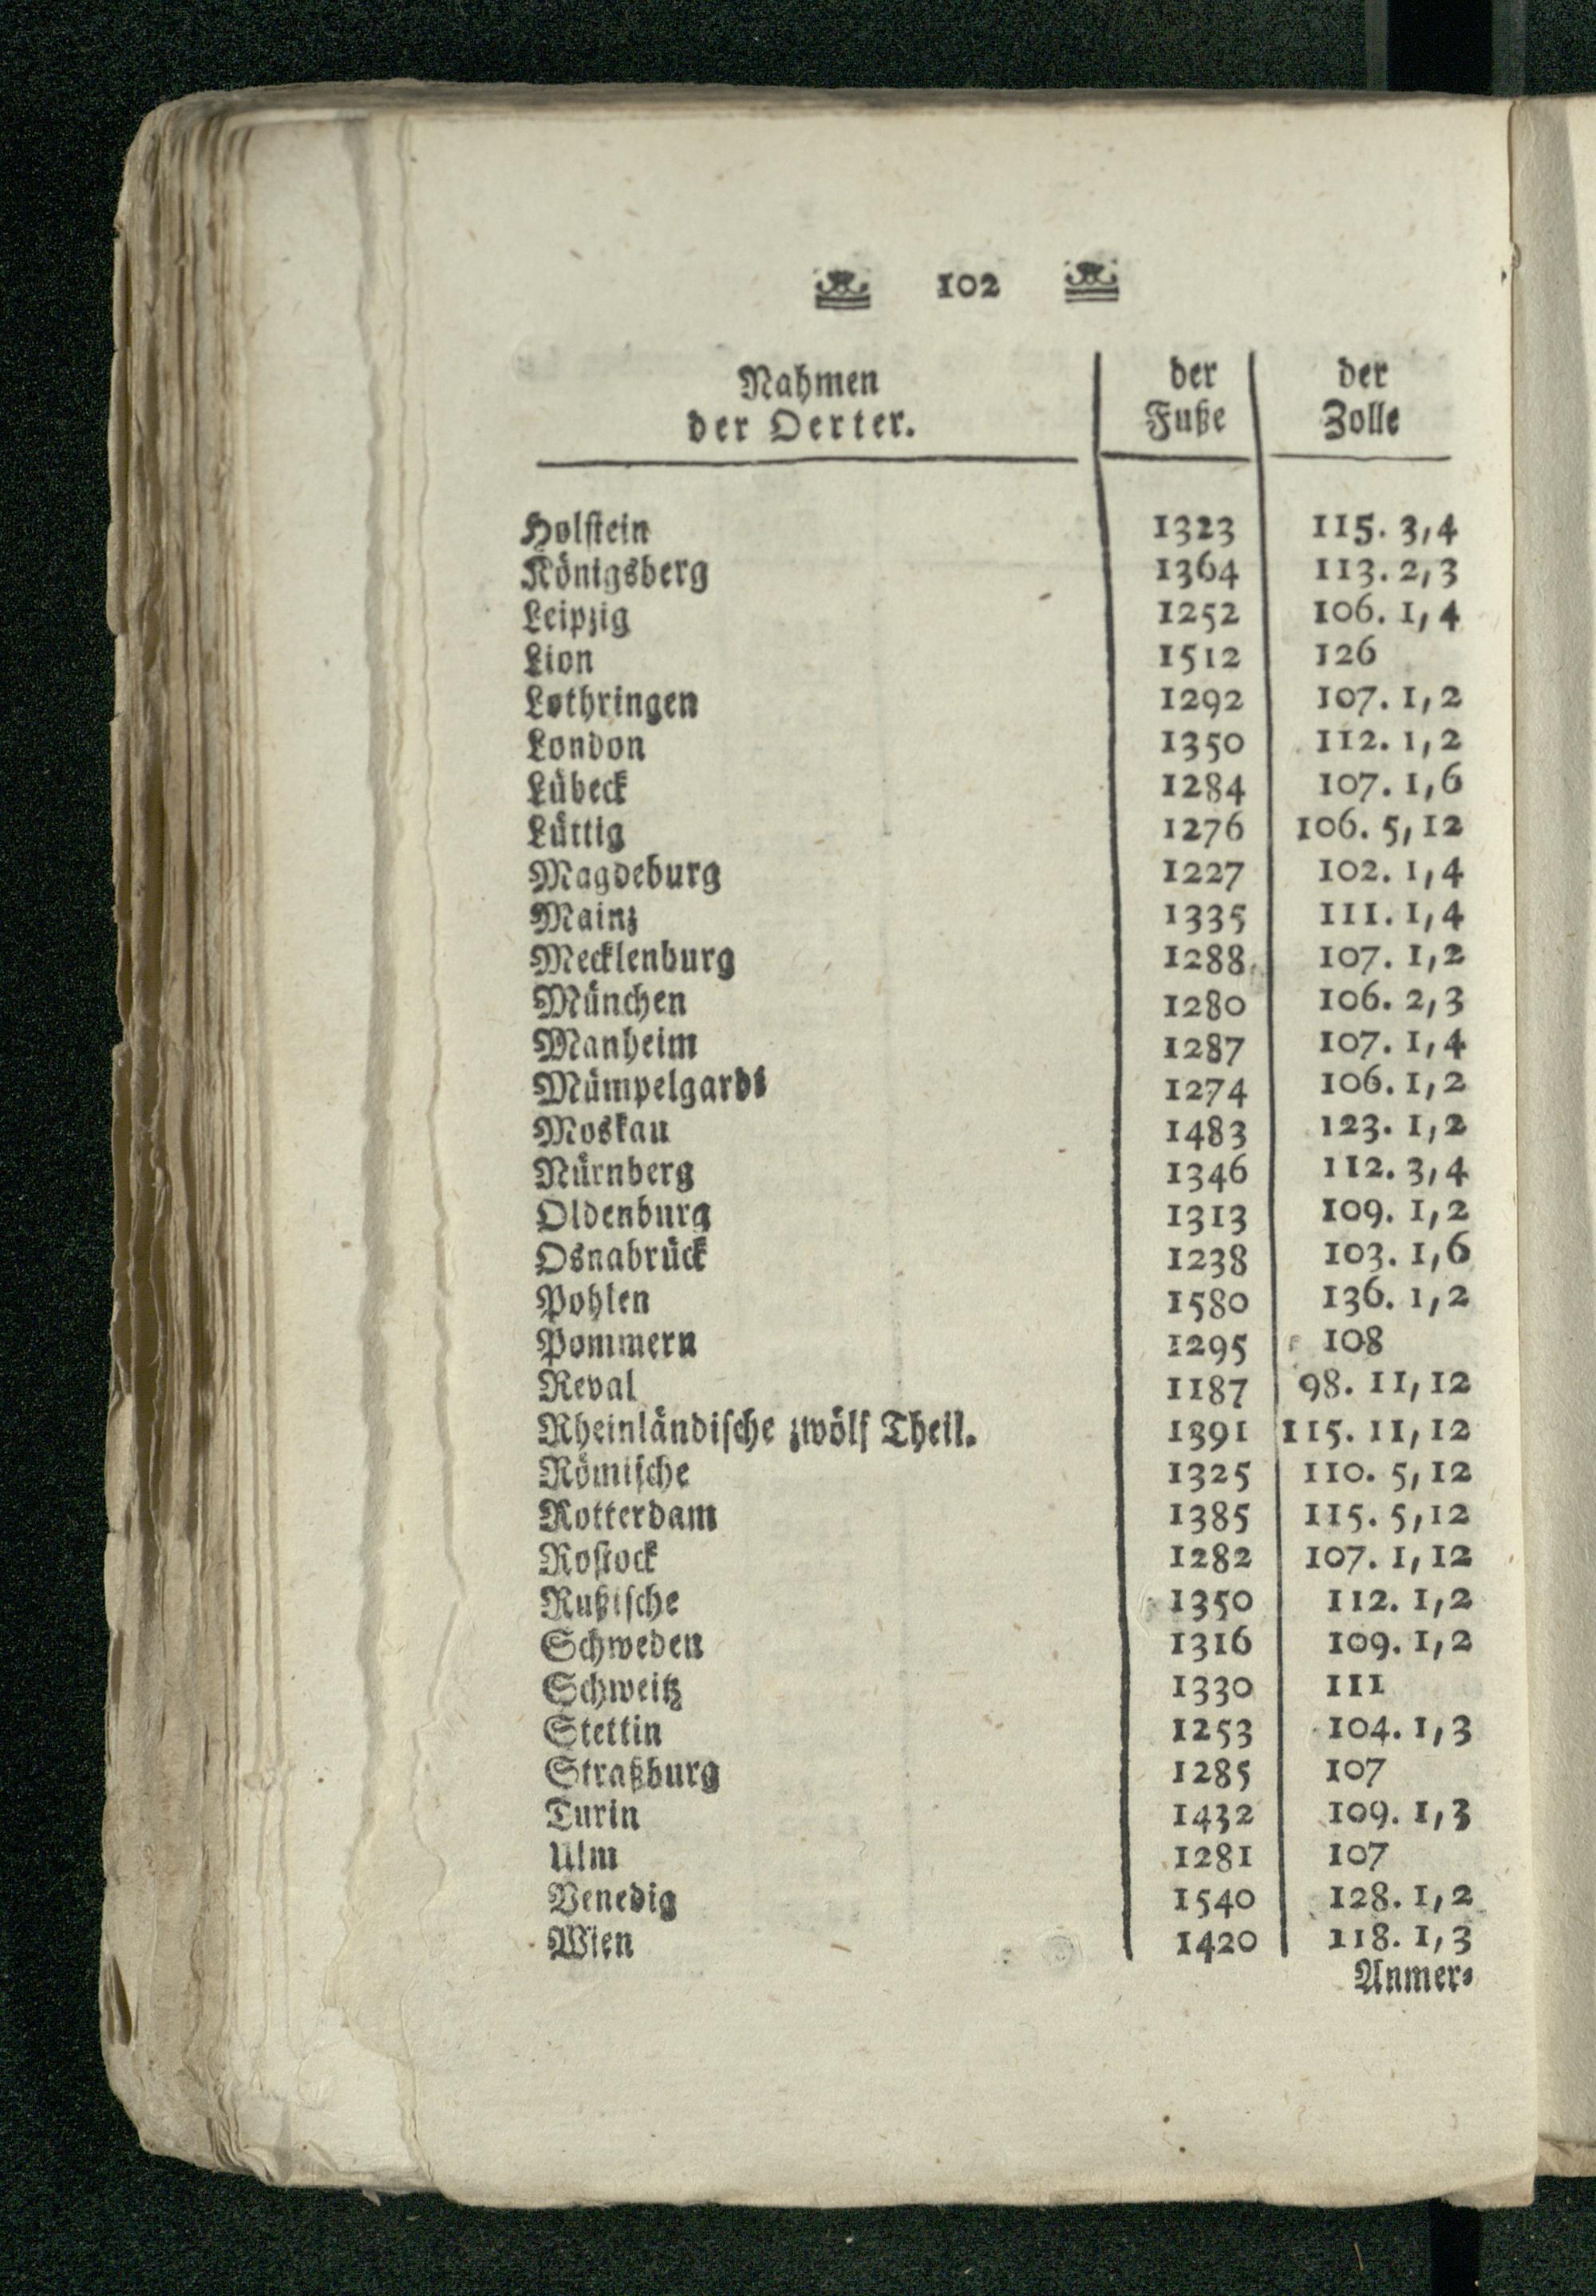 102
Nahmen der Oerter. | der Fuße | der Zolle
Holstein 1323 115. 3,4
Königsberg 1364 113. 2,3
Leipzig 1252 106. 1,4
Lion 1512 126
Lothringen 1292 107. 1,2
London 1350 112. 1,2
Lübeck 1284 107. 1,6
Lüttig 1276 106. 5,12
Magdeburg 1227 102. 1,4
Mainz 1335 111. 1,4
Mecklenburg 1288 107. 1,2
München 1280 106. 2,3
Manheim 1287 107. 1,4
Mümpelgardt 1274 106. 1,2
Moskau 1483 123. 1,2
Nürnberg 1346 112. 3,4
Oldenburg 1313 109. 1,2
Osnabrück 1238 103. 1,6
Pohlen 1580 136. 1,2
Pommern 1295 108
Reval 1187 98. 11,12
Rheinländische zwölf Theil. 1391 115. 11,12
Römische 1325 110. 5,12
Rotterdam 1385 115. 5,12
Rostock 1282 107. 1,12
Rußische 1350 112. 1,2
Schweden 1316 109. 1,2
Schweitz 1330 111
Stettin 1253 104. 1,3
Straßburg 1285 107
Turin 1432 109. 1,3
Ulm 1281 107
Venedig 1540 128. 1,2
Wien 1420 118. 1,3
Anmer-